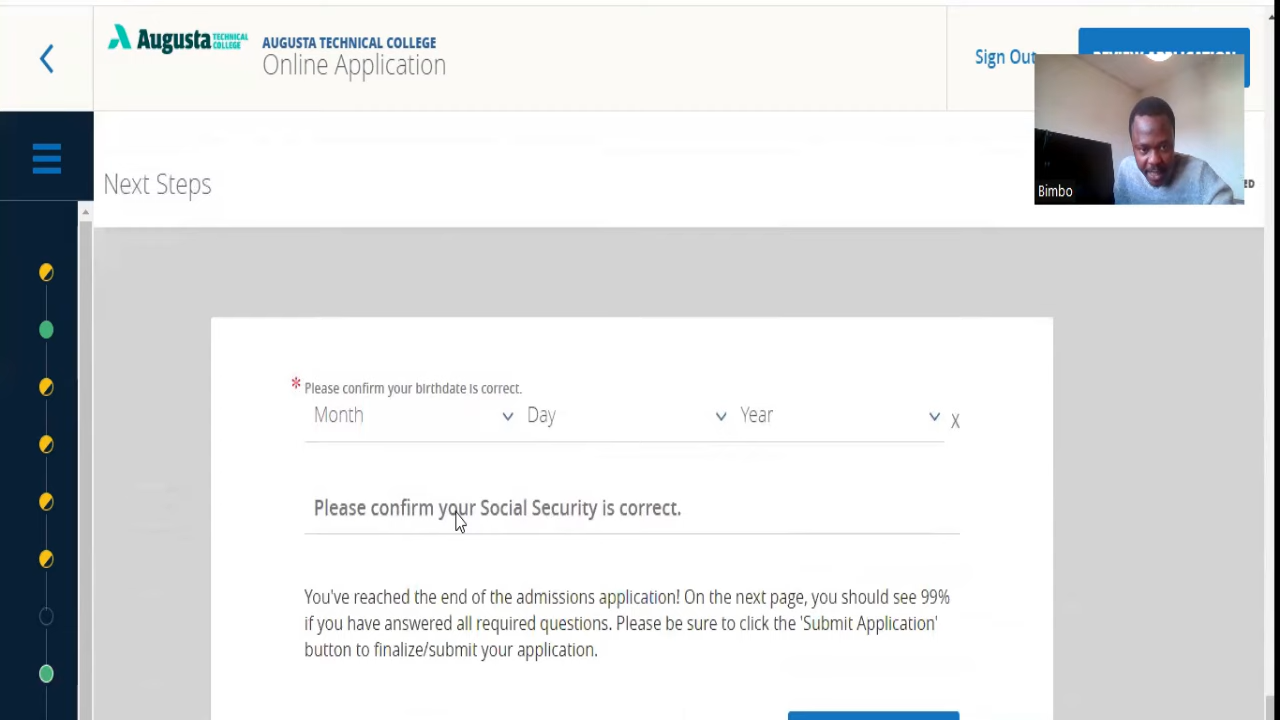 Augusta TECHNICAL COLLEGE
AUGUSTA TECHNICAL COLLEGE
Online Application
Sign Out
REVIEW APPLICATION
Bimbo
Next Steps
* Please confirm your birthdate is correct.
Month Day Year X
Please confirm your Social Security is correct.
You've reached the end of the admissions application! On the next page, you should see 99%
if you have answered all required questions. Please be sure to click the 'Submit Application'
button to finalize/submit your application.